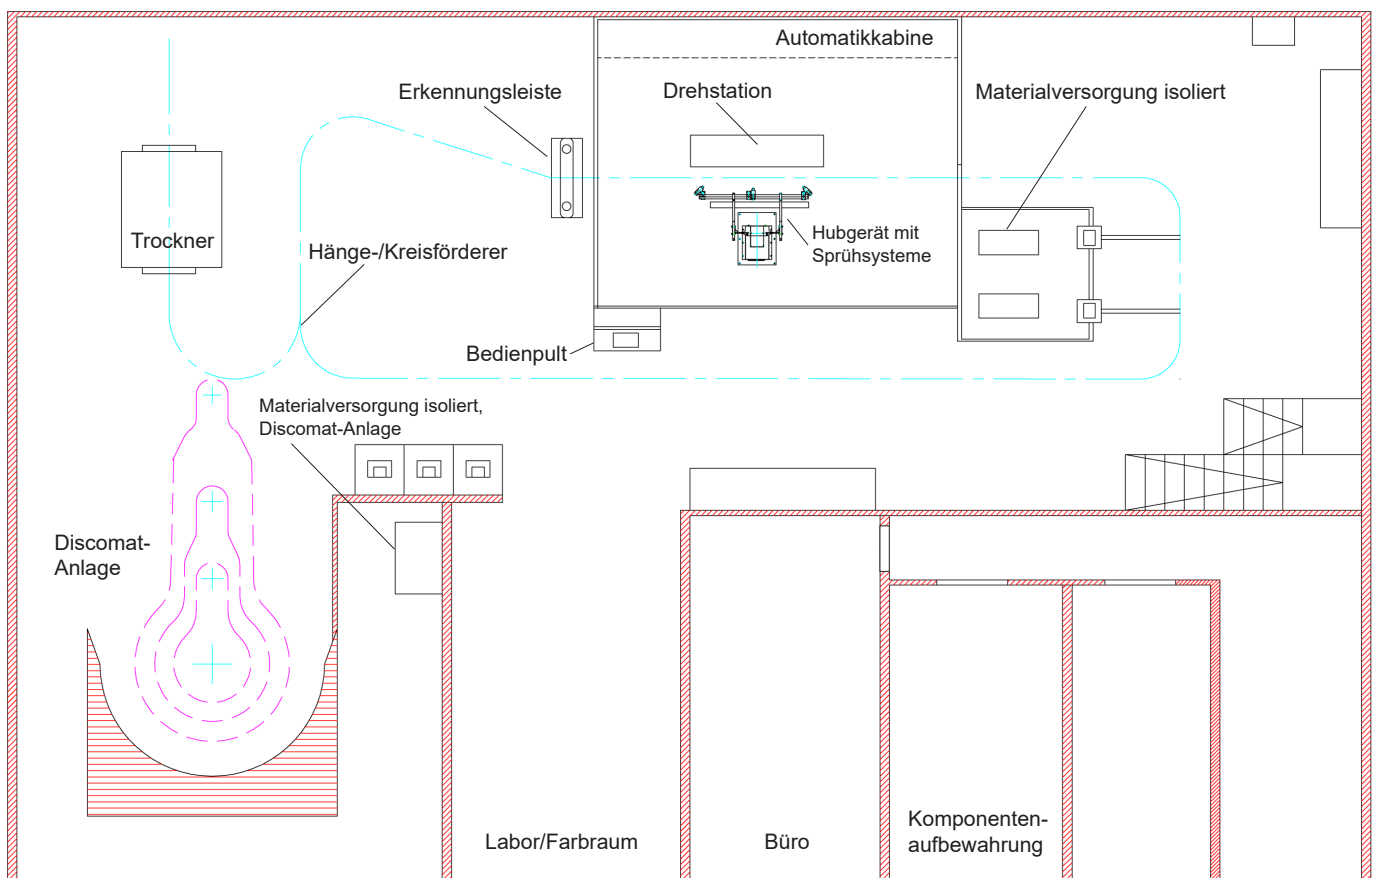 Automatikkabine
Erkennungsleiste
Drehstation
Materialversorgung isoliert
Trockner
Hänge-/Kreisförderer
Hubgerät mit
Sprühsysteme
Bedienpult
Materialversorgung isoliert,
Discomat-Anlage
Discomat-
Anlage
Labor/Farbraum
Büro
Komponenten-
aufbewahrung